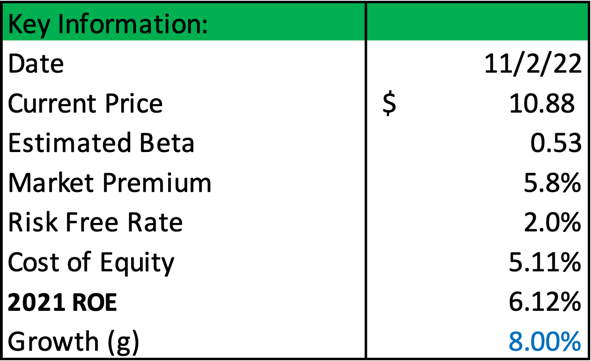 Key Information:
Date 11/2/22
Current Price $ 10.88
Estimated Beta 0.53
Market Premium 5.8%
Risk Free Rate 2.0%
Cost of Equity 5.11%
2021 ROE 6.12%
Growth (g) 8.00%